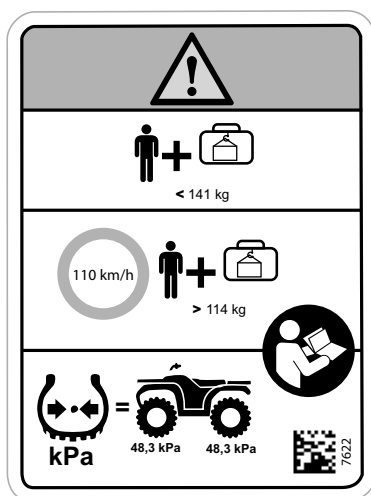 < 141 kg
110 km/h
> 114 kg
kPa
=
48,3 kPa 48,3 kPa
7622